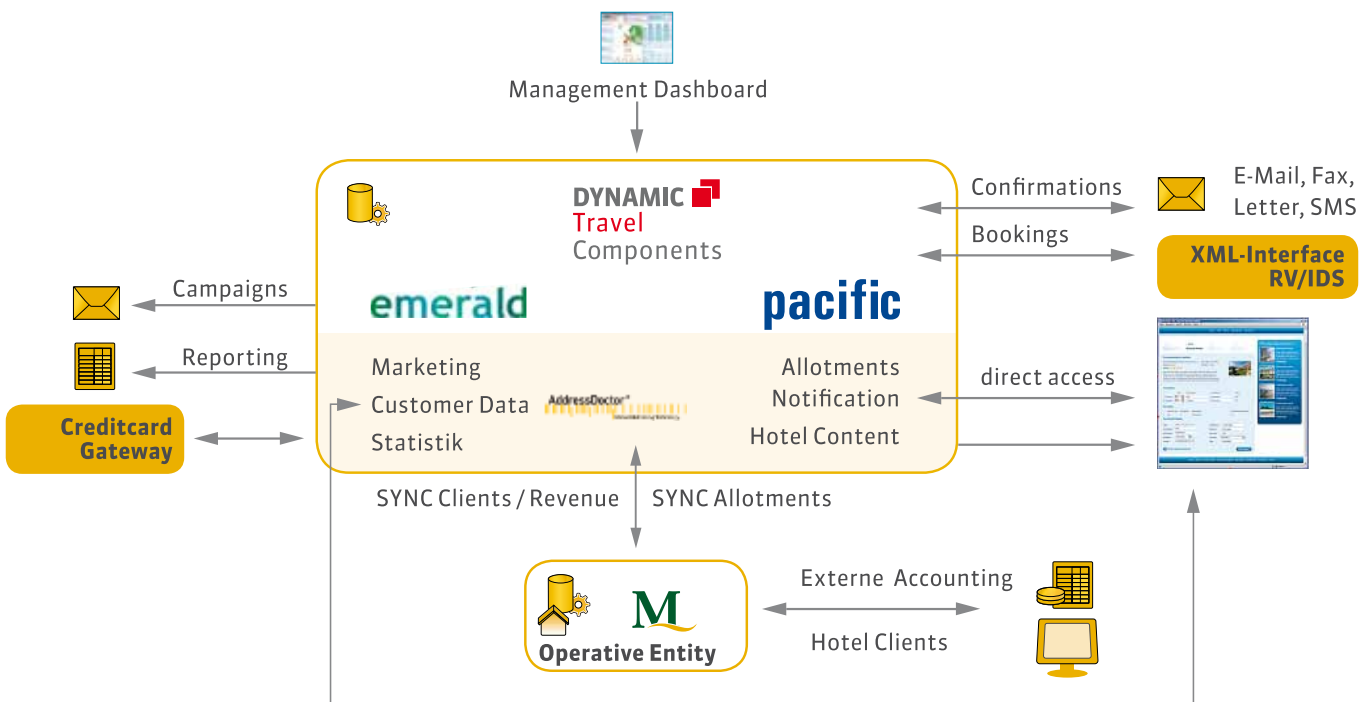 Management Dashboard
DYNAMIC
Travel
Components
Confirmations
E-Mail, Fax,
Letter, SMS
Bookings
XML-Interface
RV/IDS
Campaigns
emerald
pacific
Reporting
Marketing
Allotments
direct access
Customer Data
AddressDoctor
Notification
Creditcard
Gateway
Statistik
Hotel Content
SYNC Clients / Revenue
SYNC Allotments
Externe Accounting
M
Hotel Clients
Operative Entity